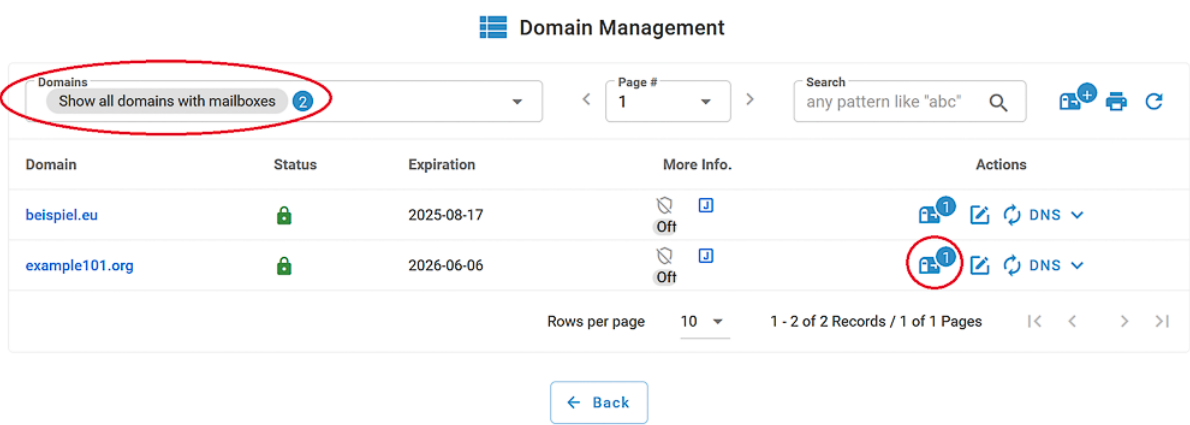 Domain Management
Domains
Show all domains with mailboxes 2
Page #
1
Search
any pattern like "abc"
+
Domain Status Expiration More Info. Actions
beispiel.eu 2025-08-17 J Off 1 DNS
example101.org 2026-06-06 J Off 1 DNS
Rows per page 10 1 - 2 of 2 Records / 1 of 1 Pages
Back